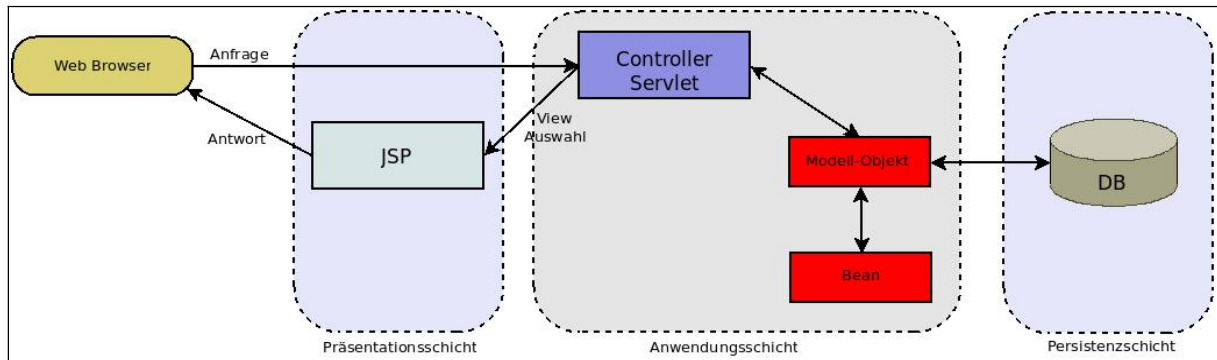 Web Browser
Anfrage
Antwort
JSP
View
Auswahl
Controller
Servlet
Modell-Objekt
Bean
DB
Präsentationsschicht
Anwendungsschicht
Persistenzschicht